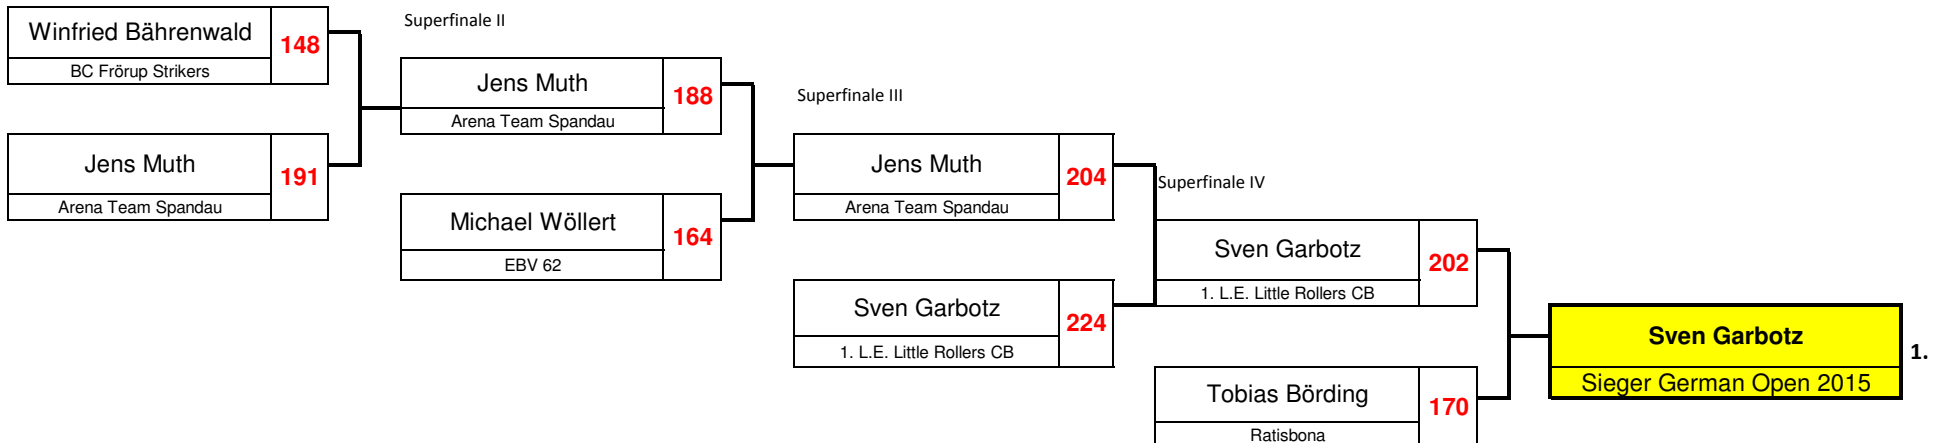 Winfried Bährenwald
148
BC Frörup Strikers
Jens Muth
191
Arena Team Spandau
Superfinale II
Jens Muth
188
Arena Team Spandau
Michael Wöllert
164
EBV 62
Superfinale III
Jens Muth
204
Arena Team Spandau
Sven Garbotz
224
1. L.E. Little Rollers CB
Superfinale IV
Sven Garbotz
202
1. L.E. Little Rollers CB
Tobias Börding
170
Ratisbona
Sven Garbotz
1.
Sieger German Open 2015